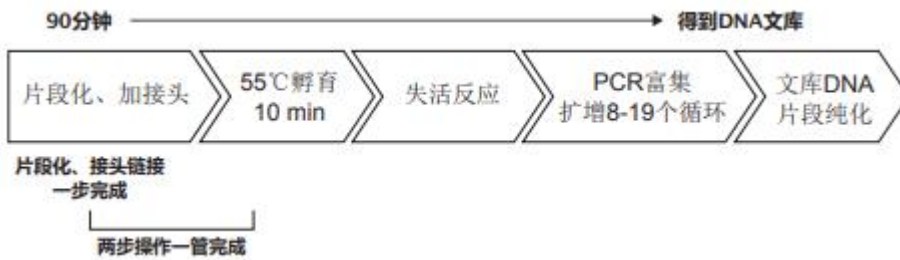 90分钟
得到DNA文库
片段化、加接头
55℃孵育
10 min
失活反应
PCR富集
扩增8-19个循环
文库DNA
片段纯化
片段化、接头链接
一步完成
两步操作一管完成